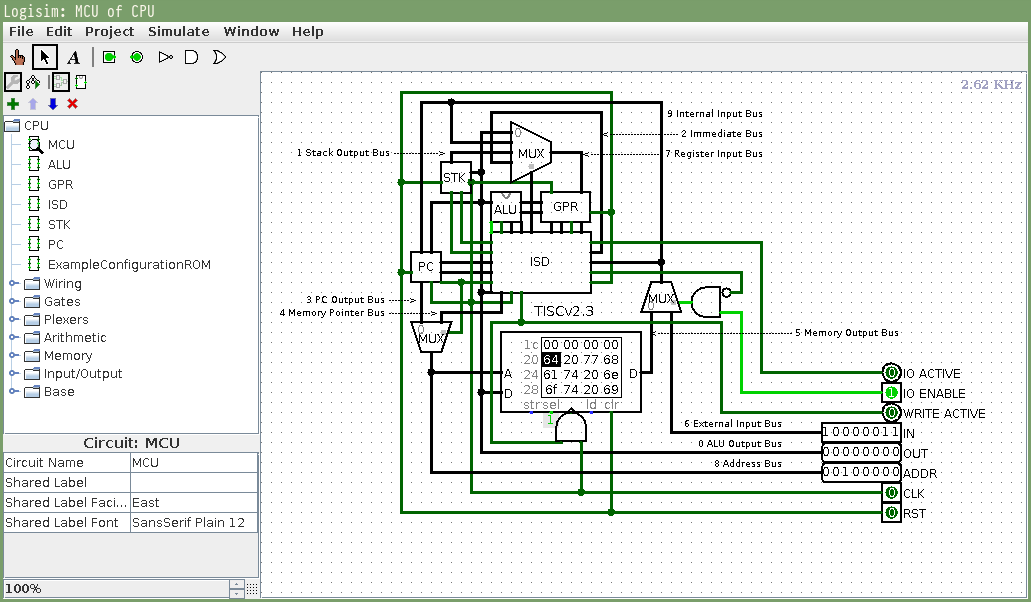 Logisim: MCU of CPU
File Edit Project Simulate Window Help
A
2.62 KHz
CPU
MCU
ALU
GPR
ISD
STK
PC
ExampleConfigurationROM
Wiring
Gates
Plexers
Arithmetic
Memory
Input/Output
Base
Circuit: MCU
Circuit Name MCU
Shared Label
Shared Label Faci... East
Shared Label Font SansSerif Plain 12
100%
9 Internal Input Bus
2 Immediate Bus
7 Register Input Bus
1 Stack Output Bus
0
MUX
STK
ALU
GPR
PC
ISD
TISCv2.3
3 PC Output Bus
4 Memory Pointer Bus
0
MUX
MUX
0
5 Memory Output Bus
1c 00 00 00 00
20 64 20 77 68
24 61 74 20 6e
28 6f 74 20 69
A
D
D
str sel ld clr
1
6 External Input Bus
0 ALU Output Bus
8 Address Bus
0 IO ACTIVE
1 IO ENABLE
0 WRITE ACTIVE
10000011 IN
00000000 OUT
00100000 ADDR
0 CLK
0 RST